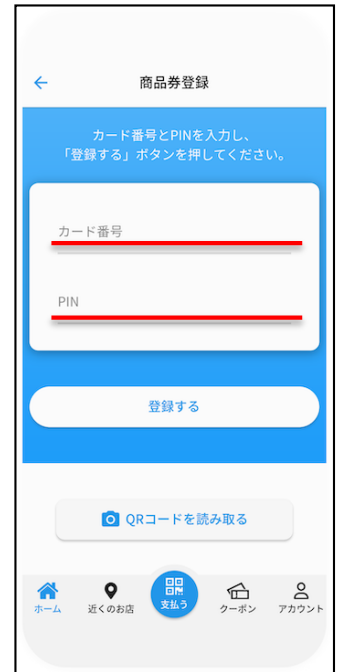 商品券登録
カード番号とPINを入力し、
「登録する」ボタンを押してください。
カード番号
PIN
登録する
QRコードを読み取る
ホーム
近くのお店
支払う
クーポン
アカウント